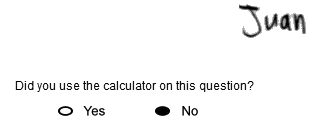 Juan
Did you use the calculator on this question?
Yes No